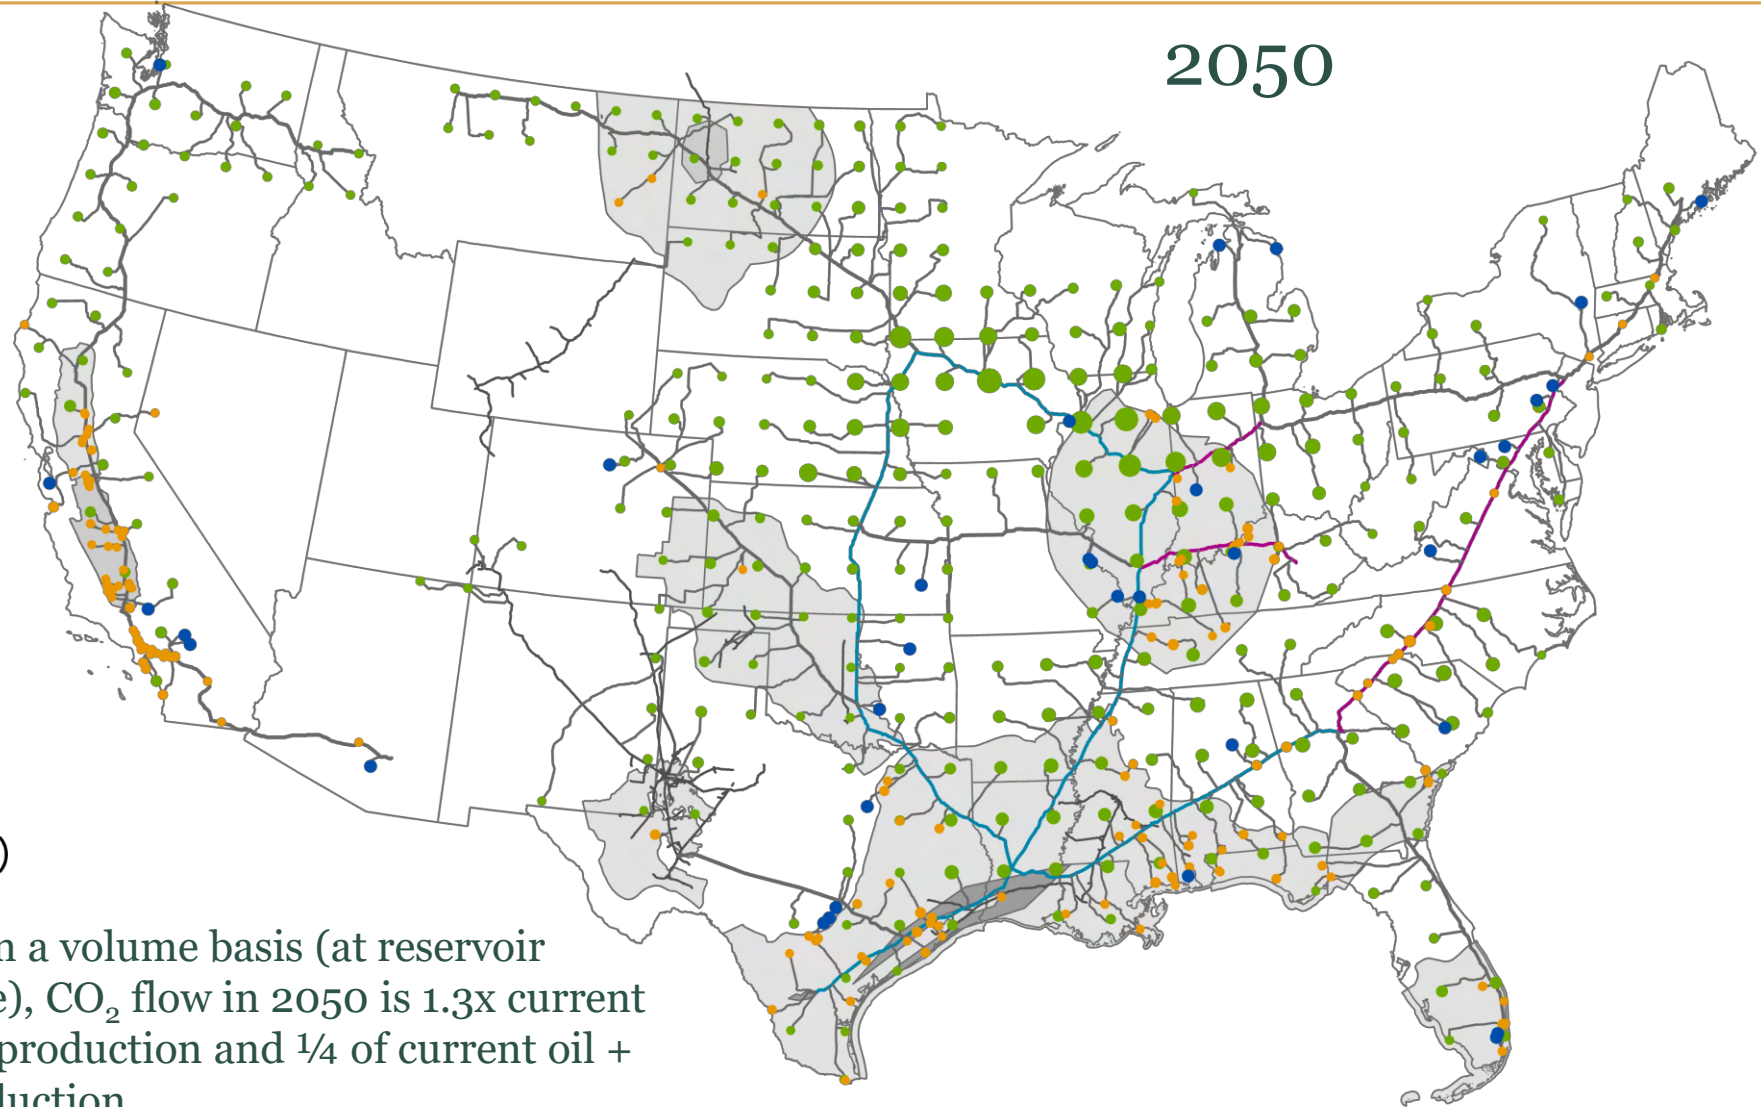 2050
)
n a volume basis (at reservoir
e), CO₂ flow in 2050 is 1.3x current
production and ¼ of current oil +